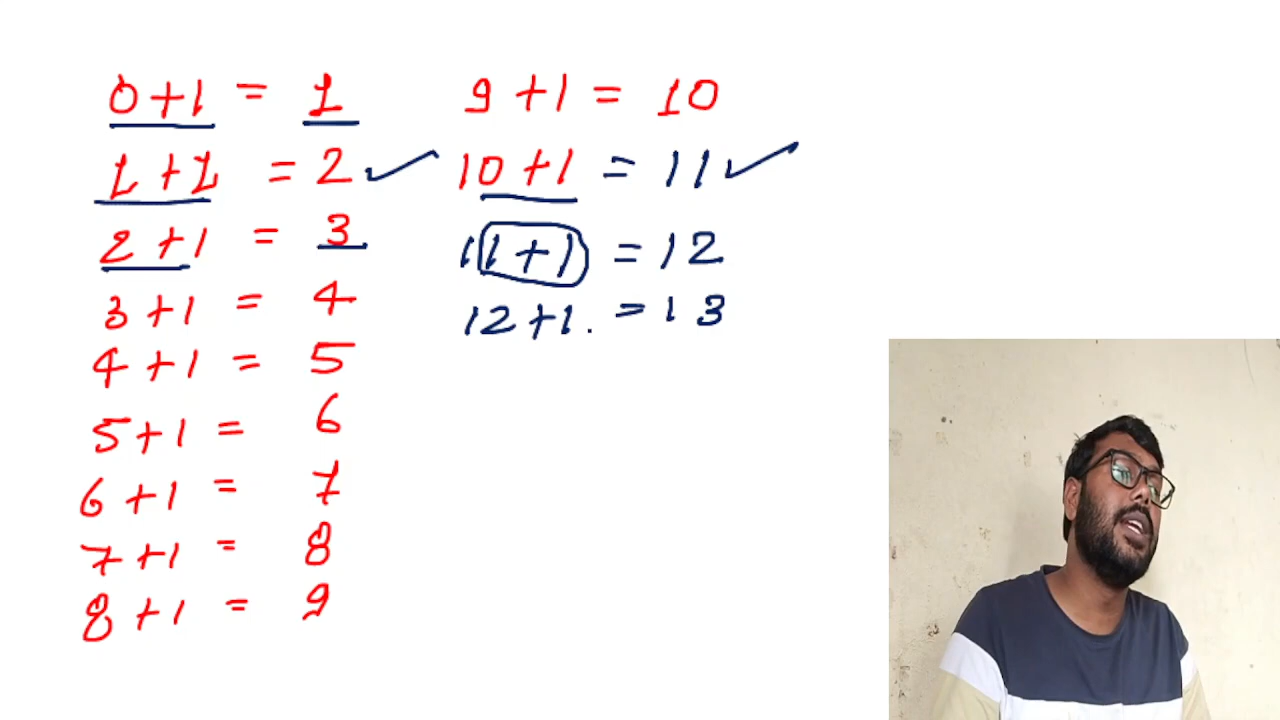 0+1 = 1
1+1 = 2
2+1 = 3
3+1 = 4
4+1 = 5
5+1 = 6
6+1 = 7
7+1 = 8
8+1 = 9
9+1 = 10
10+1 = 11
11+1 = 12
12+1. = 13